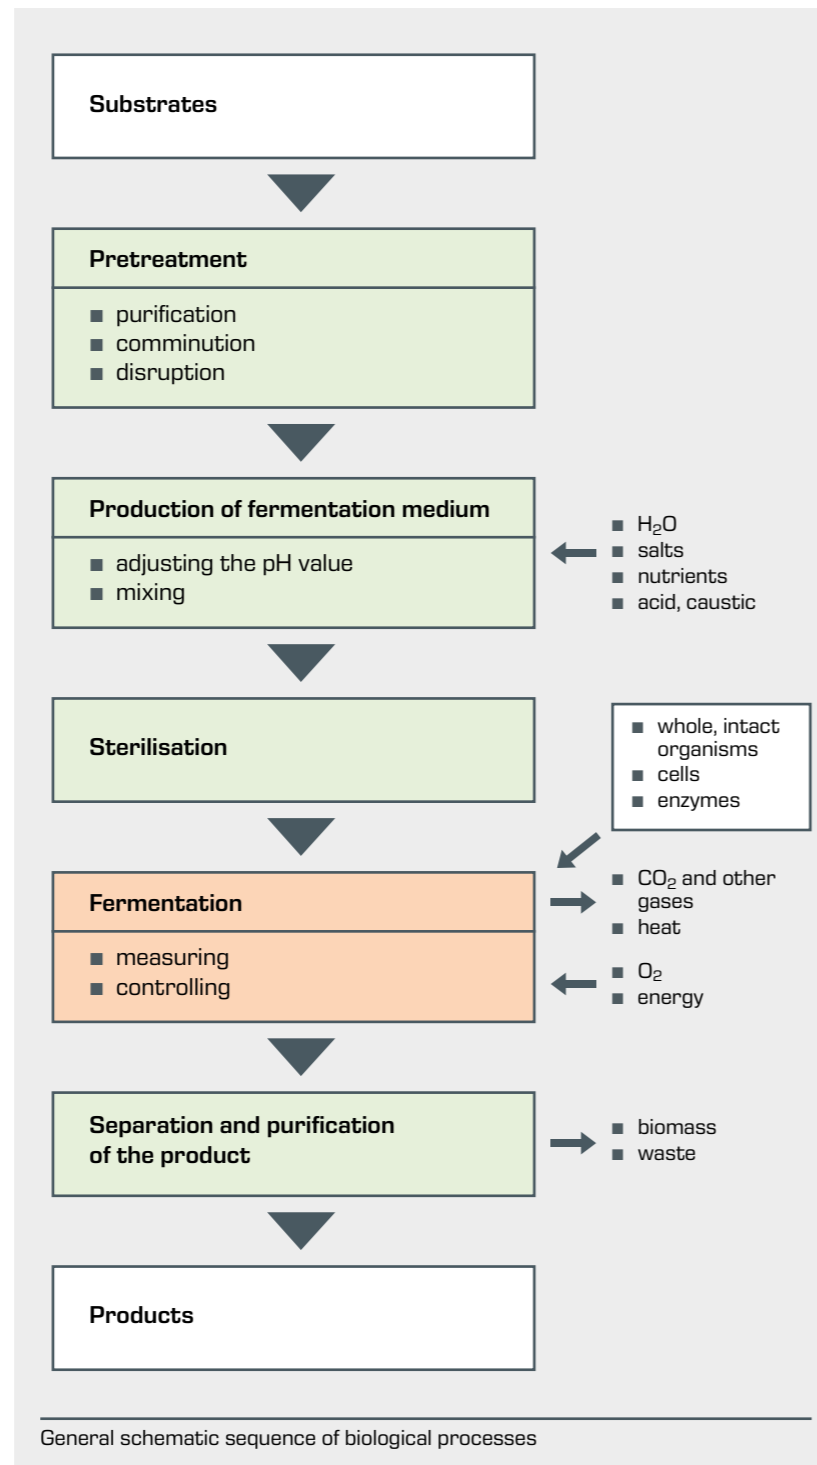 Substrates
Pretreatment
■ purification
■ comminution
■ disruption
Production of fermentation medium
■ adjusting the pH value
■ mixing
■ H₂O
■ salts
■ nutrients
■ acid, caustic
Sterilisation
■ whole, intact
organisms
■ cells
■ enzymes
Fermentation
■ measuring
■ controlling
■ CO₂ and other
gases
■ heat
■ O₂
■ energy
Separation and purification
of the product
■ biomass
■ waste
Products
General schematic sequence of biological processes